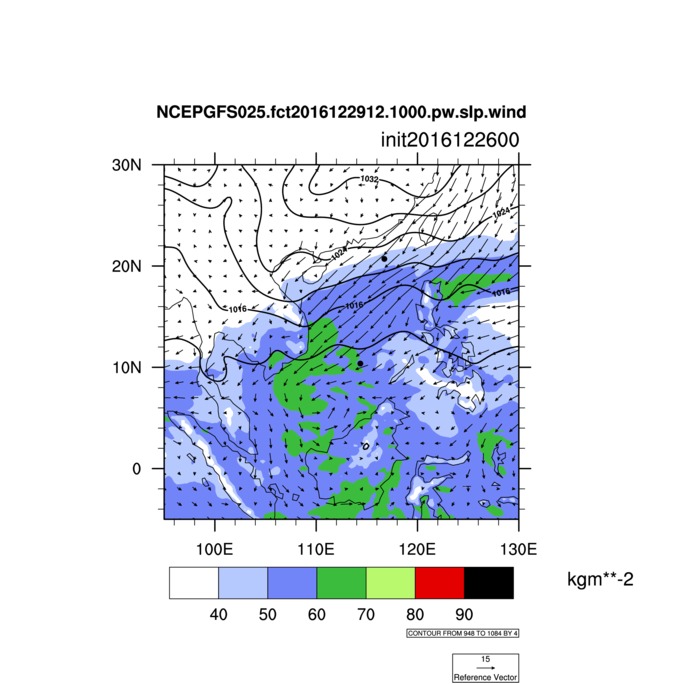 NCEPGFS025.fct2016122912.1000.pw.slp.wind
init2016122600
30N
1032
1024
1024
20N
1016
1016
1016
10N
0
0
100E 110E 120E 130E
kgm**-2
40 50 60 70 80 90
CONTOUR FROM 948 TO 1084 BY 4
15
Reference Vector